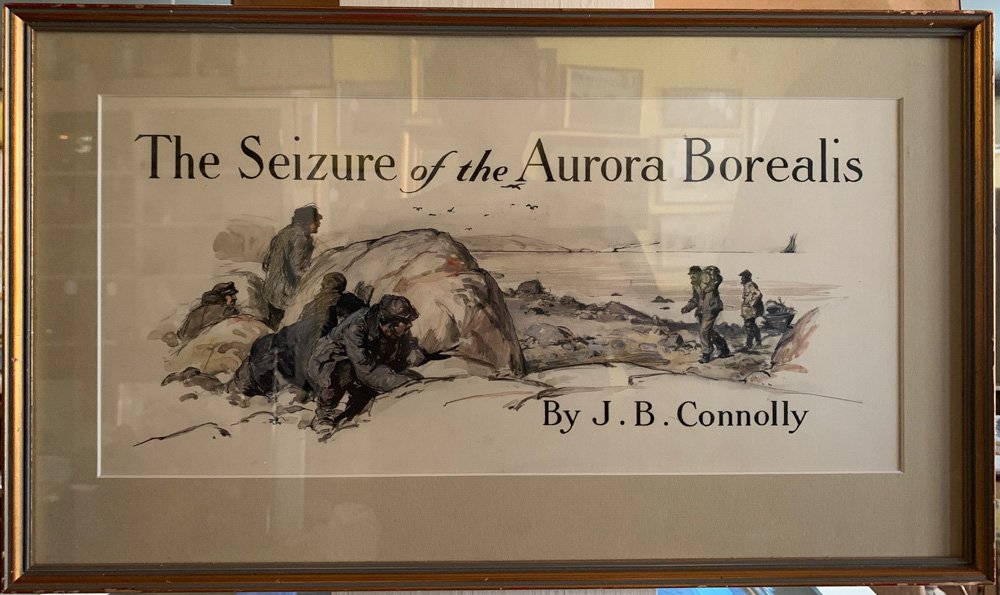 The Seizure of the Aurora Borealis
By J. B. Connolly